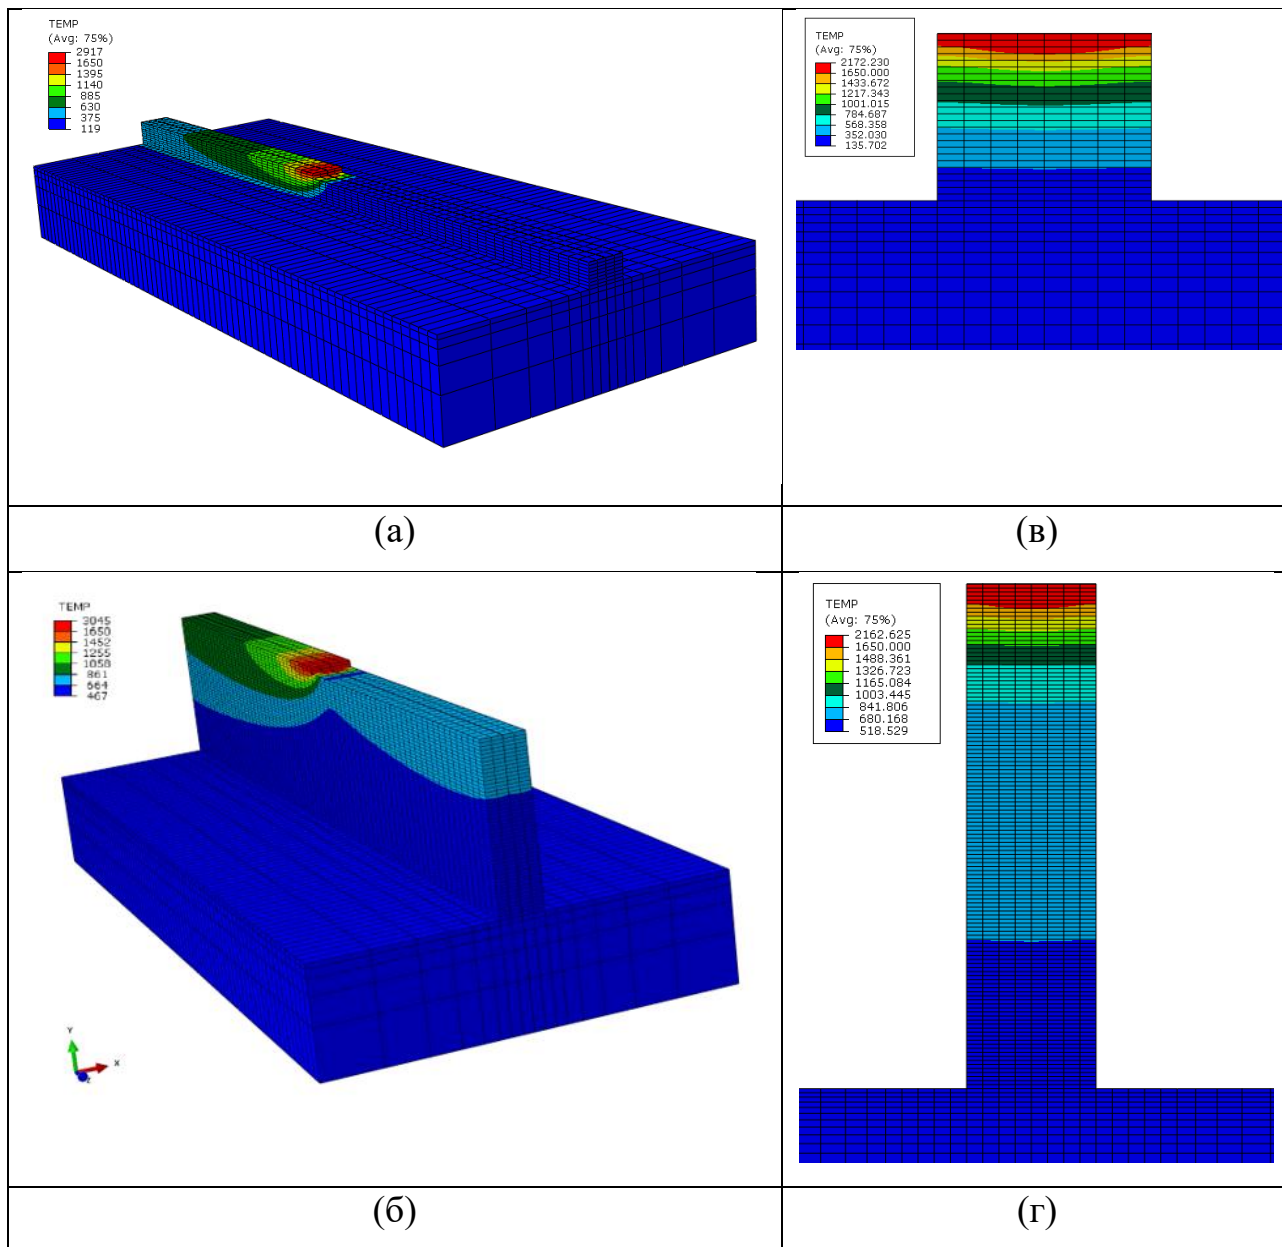 TEMP
(Avg: 75%)
2917
1650
1395
1140
885
630
375
119
TEMP
(Avg: 75%)
2172.230
1650.000
1433.672
1217.343
1001.015
784.687
568.358
352.030
135.702
(а)
(в)
TEMP
3045
1650
1452
1255
1058
861
664
467
Y
X
Z
TEMP
(Avg: 75%)
2162.625
1650.000
1488.361
1326.723
1165.084
1003.445
841.806
680.168
518.529
(б)
(г)